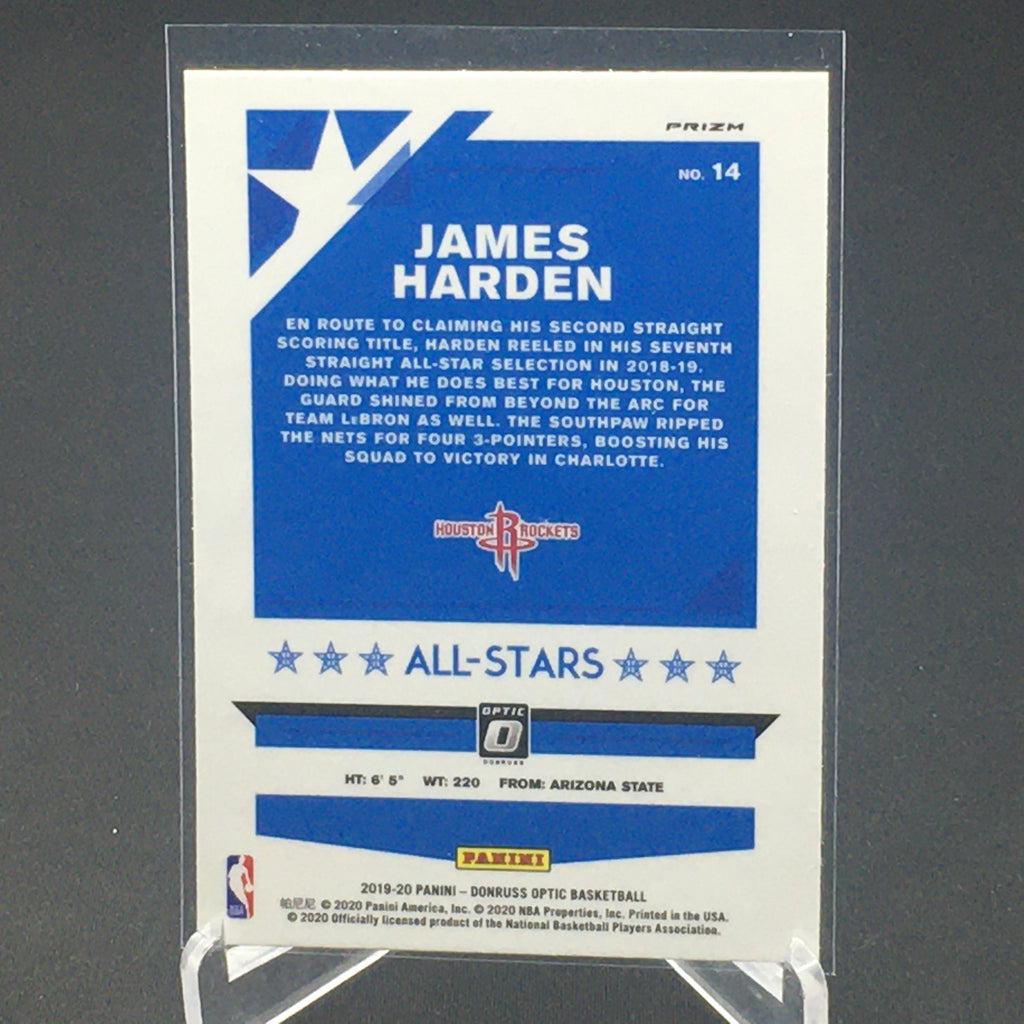 PRIZM
NO. 14
JAMES
HARDEN
EN ROUTE TO CLAIMING HIS SECOND STRAIGHT
SCORING TITLE, HARDEN REELED IN HIS SEVENTH
STRAIGHT ALL-STAR SELECTION IN 2018-19.
DOING WHAT HE DOES BEST FOR HOUSTON, THE
GUARD SHINED FROM BEYOND THE ARC FOR
TEAM LeBRON AS WELL. THE SOUTHPAW RIPPED
THE NETS FOR FOUR 3-POINTERS, BOOSTING HIS
SQUAD TO VICTORY IN CHARLOTTE.
HOUSTON R ROCKETS
ALL-STARS
OPTIC
DONRUSS
HT: 6' 5" WT: 220 FROM: ARIZONA STATE
PANINI
NBA
2019-20 PANINI – DONRUSS OPTIC BASKETBALL
帕尼尼 © 2020 Panini America, Inc. © 2020 NBA Properties, Inc. Printed in the USA.
© 2020 Officially licensed product of the National Basketball Players Association.